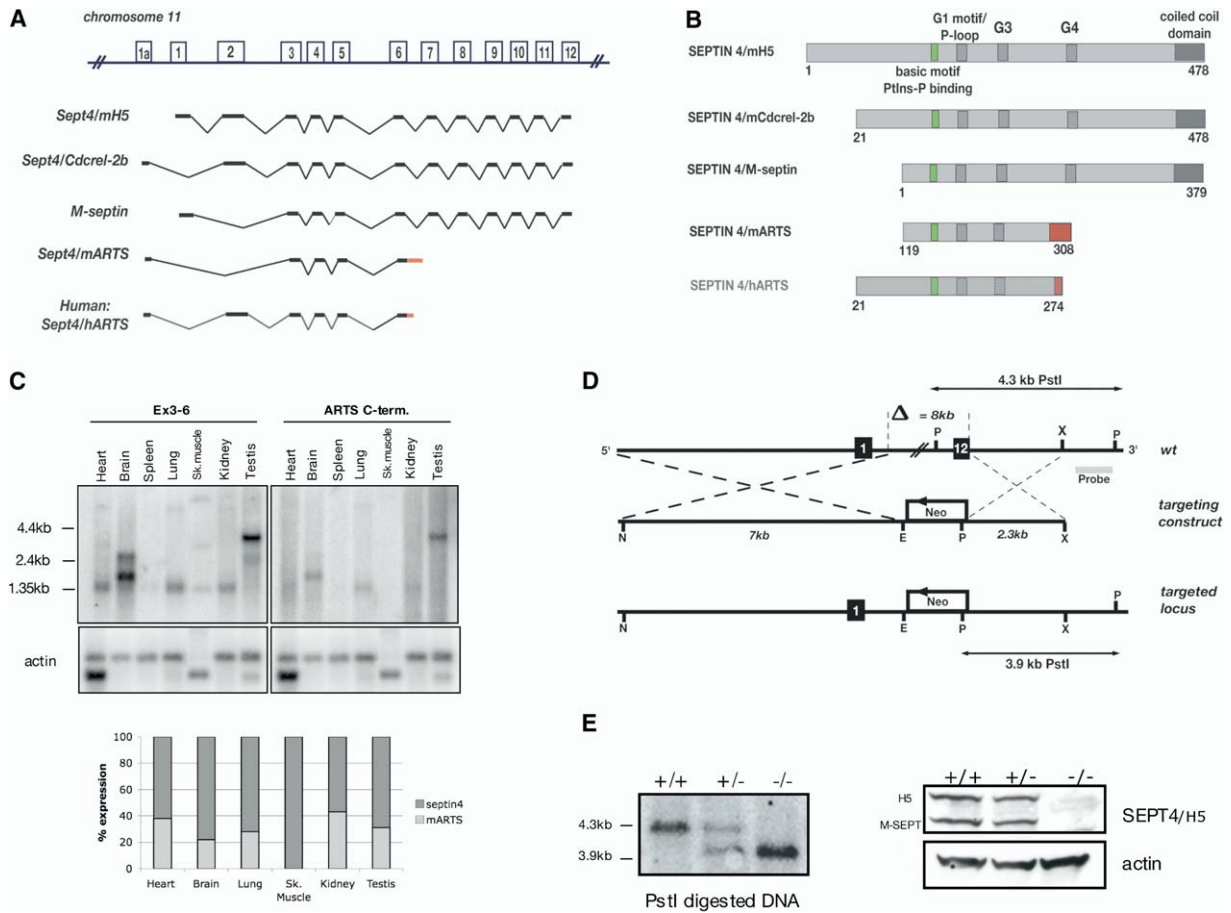 A
chromosome 11
1a 1 2 3 4 5 6 7 8 9 10 11 12
Sept4/mH5
Sept4/Cdcrel-2b
M-septin
Sept4/mARTS
Human:
Sept4/hARTS
B
G1 motif/
P-loop
G3
G4
coiled coil
domain
SEPTIN 4/mH5
1
478
basic motif
PtIns-P binding
SEPTIN 4/mCdcrel-2b
21
478
SEPTIN 4/M-septin
1
379
SEPTIN 4/mARTS
119
308
SEPTIN 4/hARTS
21
274
C
Ex3-6
ARTS C-term.
Heart Brain Spleen Lung Sk.muscle Kidney Testis
Heart Brain Spleen Lung Sk. muscle Kidney Testis
4.4kb
2.4kb
1.35kb
actin
% expression
100
80
60
40
20
0
Heart Brain Lung Sk. Muscle Kidney Testis
septin4
mARTS
D
4.3 kb PstI
Δ = 8kb
P X P
1 12
5' 3'
wt
Probe
targeting
construct
Neo
7kb 2.3kb
N E P X
targeted
locus
P
1 Neo
N E P X
3.9 kb PstI
E
+/+ +/- -/-
4.3kb
3.9kb
PstI digested DNA
+/+ +/- -/-
H5
M-SEPT
SEPT4/H5
actin